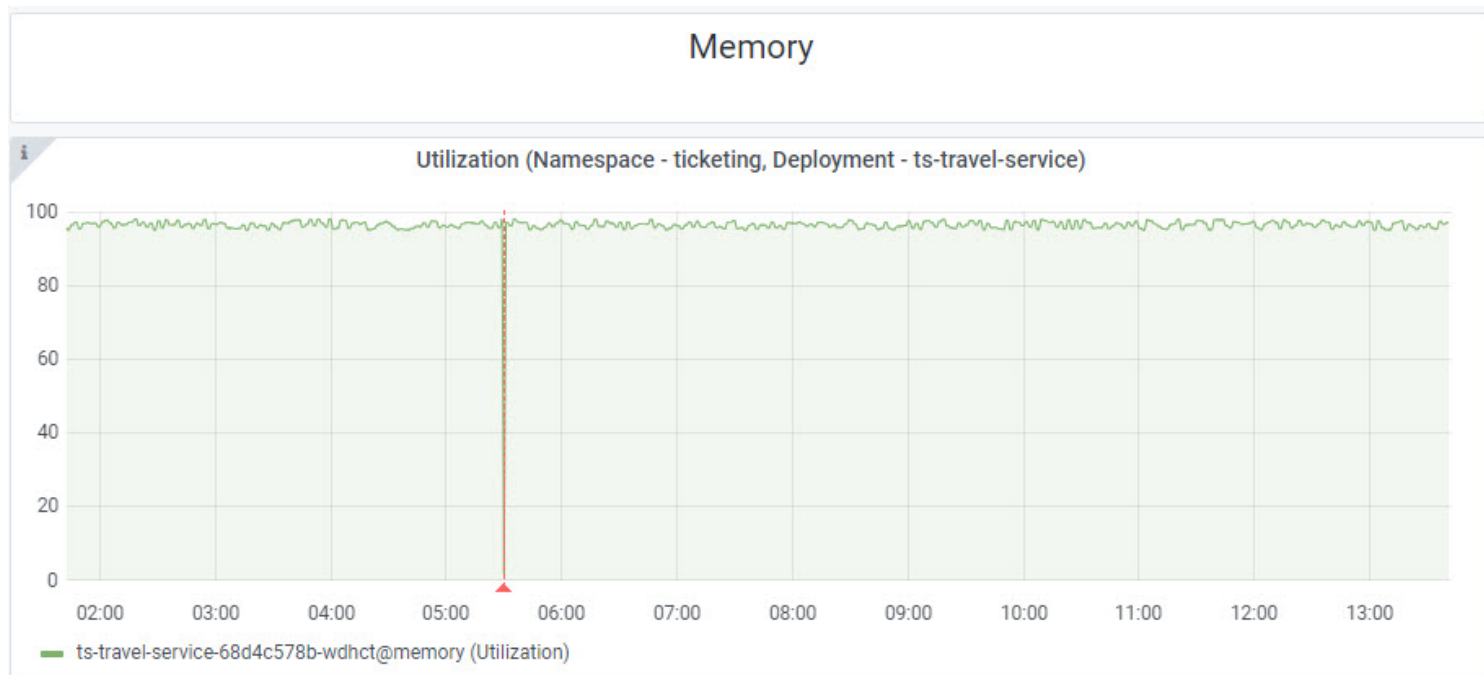 Memory
i
Utilization (Namespace - ticketing, Deployment - ts-travel-service)
100
80
60
40
20
0
02:00 03:00 04:00 05:00 06:00 07:00 08:00 09:00 10:00 11:00 12:00 13:00
ts-travel-service-68d4c578b-wdhct@memory (Utilization)